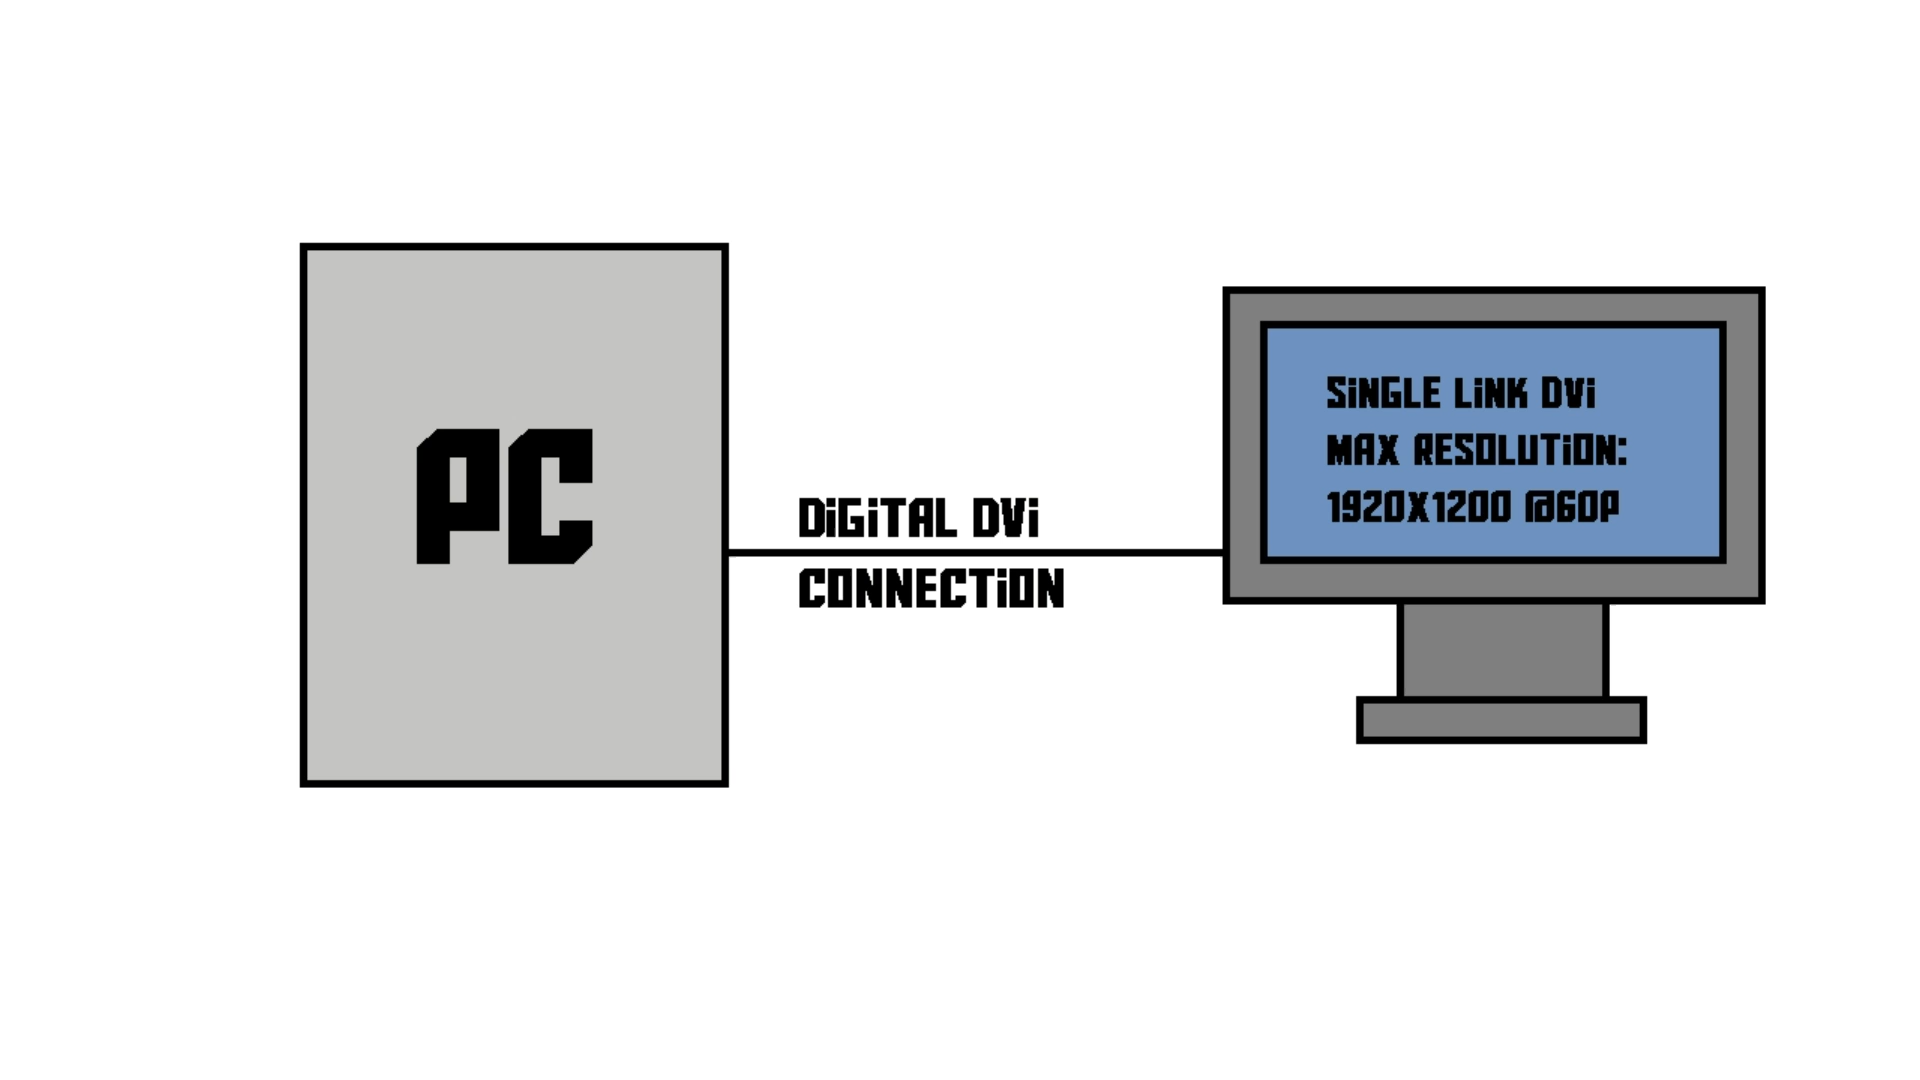 PC
DiGiTAL DVi
CONNECTiON
SiNGLE LiNK DVi
MAX RESOLUTiON:
1920X1200 @60P